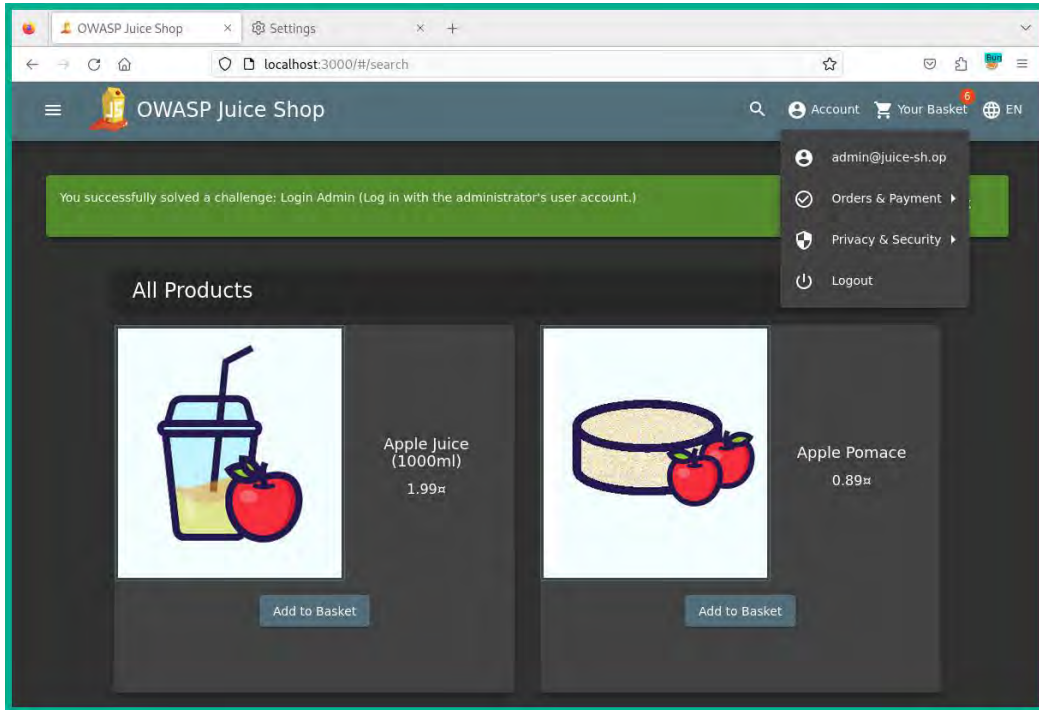 OWASP Juice Shop × Settings × +
localhost:3000/#/search
OWASP Juice Shop Account Your Basket 6 EN
admin@juice-sh.op
You successfully solved a challenge: Login Admin (Log in with the administrator's user account.)
Orders & Payment
Privacy & Security
Logout
All Products
Apple Juice
(1000ml)
1.99¤
Apple Pomace
0.89¤
Add to Basket
Add to Basket